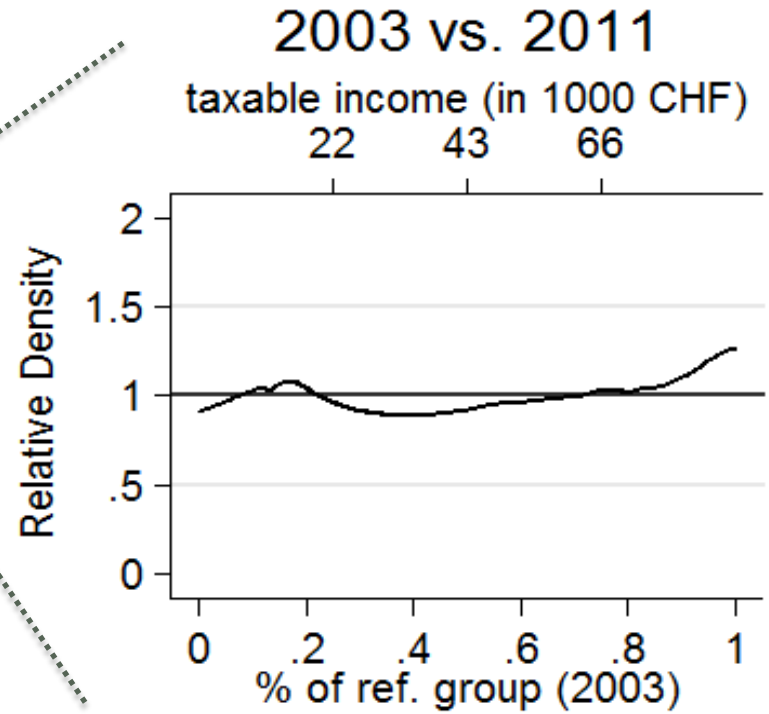 2003 vs. 2011
taxable income (in 1000 CHF)
22 43 66
Relative Density
2
1.5
1
.5
0
0 .2 .4 .6 .8 1
% of ref. group (2003)